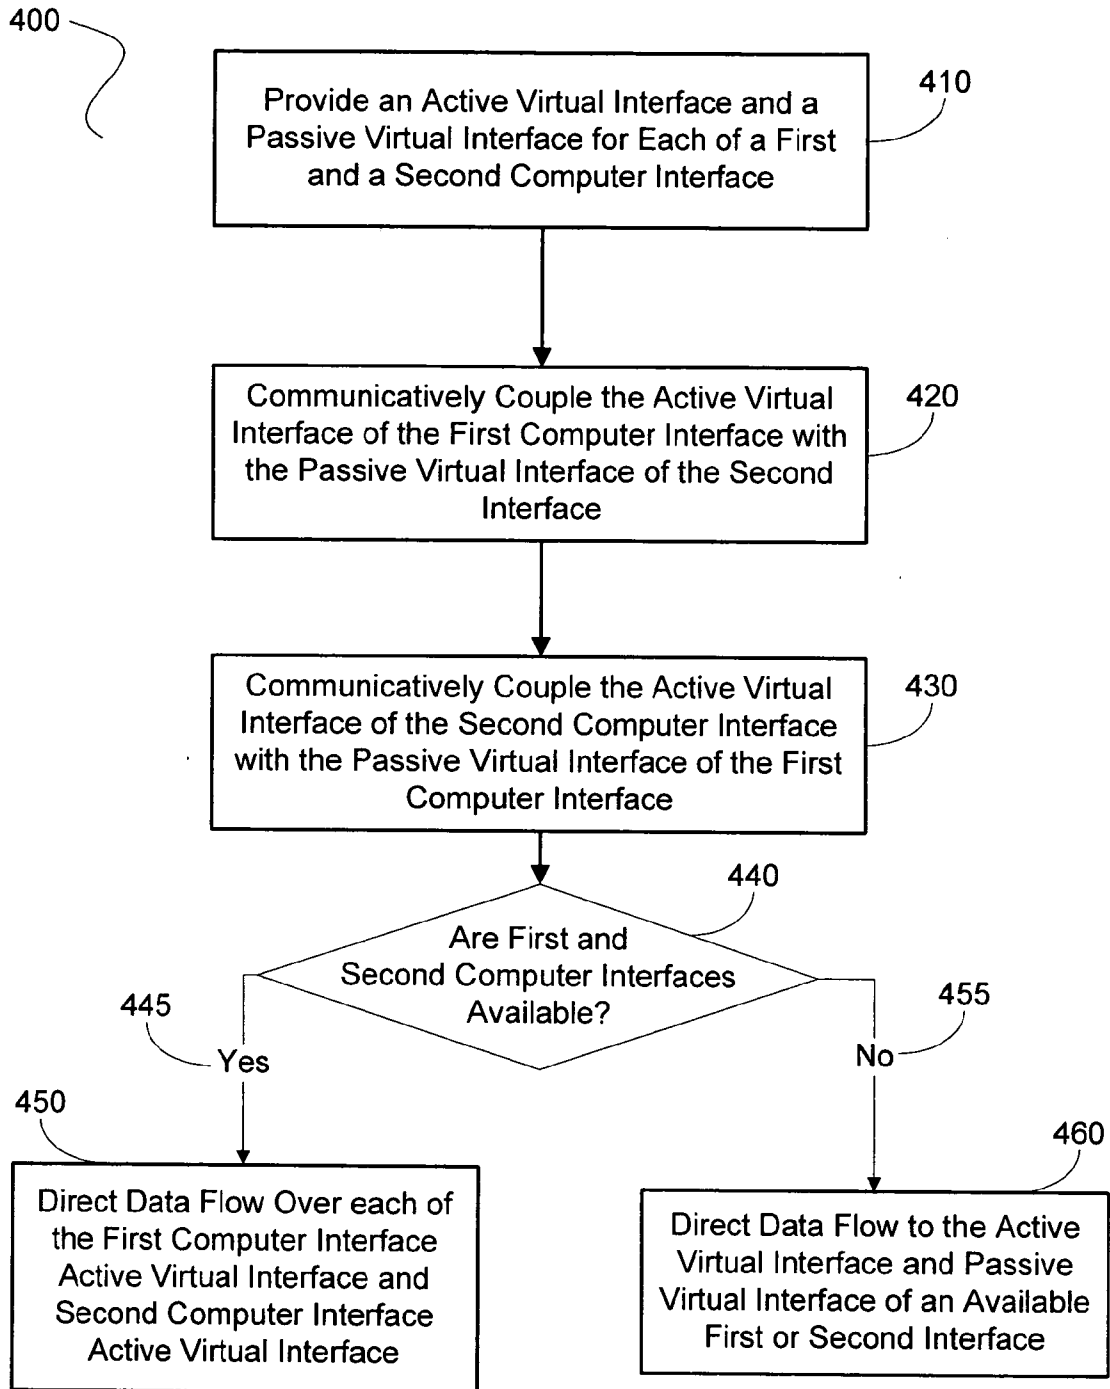 400
410
Provide an Active Virtual Interface and a
Passive Virtual Interface for Each of a First
and a Second Computer Interface
420
Communicatively Couple the Active Virtual
Interface of the First Computer Interface with
the Passive Virtual Interface of the Second
Interface
430
Communicatively Couple the Active Virtual
Interface of the Second Computer Interface
with the Passive Virtual Interface of the First
Computer Interface
440
Are First and
Second Computer Interfaces
Available?
445
Yes
455
No
450
Direct Data Flow Over each of
the First Computer Interface
Active Virtual Interface and
Second Computer Interface
Active Virtual Interface
460
Direct Data Flow to the Active
Virtual Interface and Passive
Virtual Interface of an Available
First or Second Interface